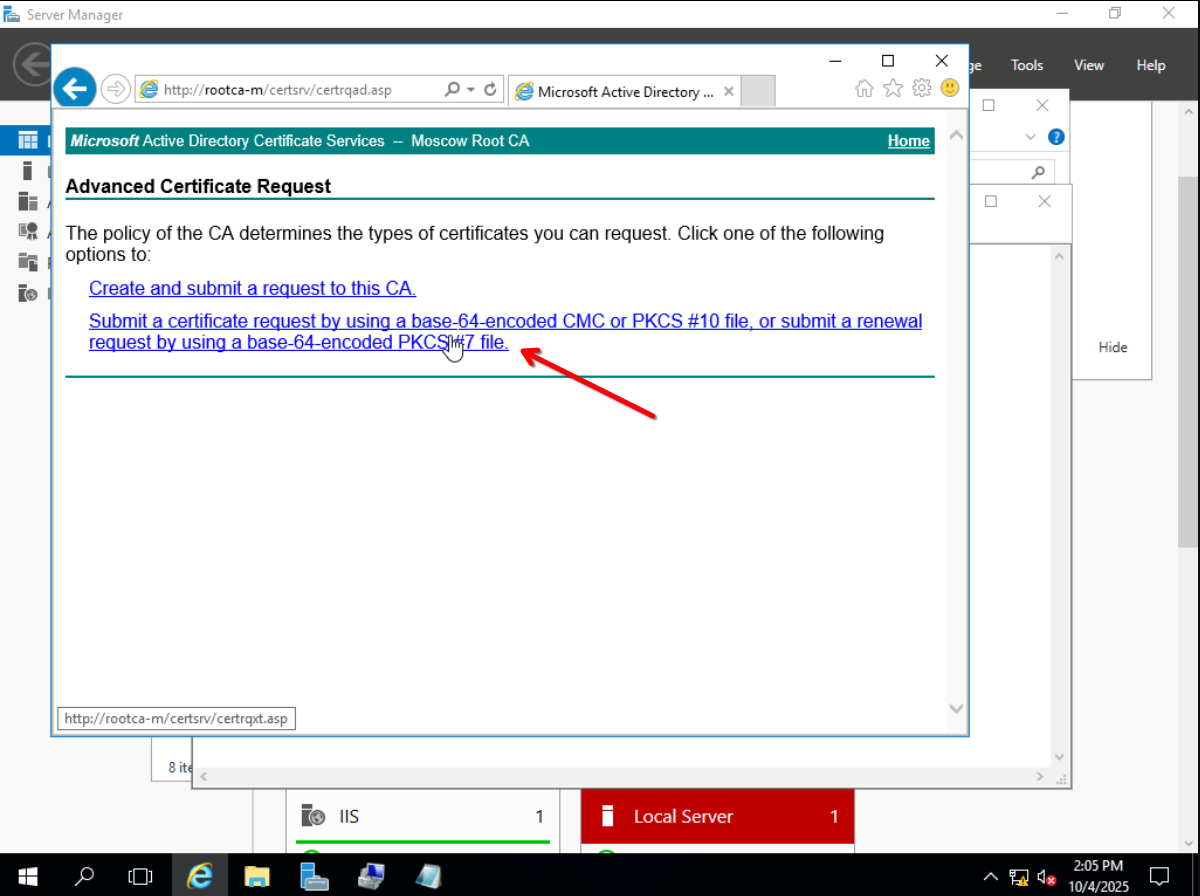 Server Manager
Tools
View
Help
http://rootca-m/certsrv/certrqad.asp
Microsoft Active Directory ...
Microsoft Active Directory Certificate Services -- Moscow Root CA
Home
Advanced Certificate Request
The policy of the CA determines the types of certificates you can request. Click one of the following
options to:
Create and submit a request to this CA.
Submit a certificate request by using a base-64-encoded CMC or PKCS #10 file, or submit a renewal
request by using a base-64-encoded PKCS #7 file.
Hide
http://rootca-m/certsrv/certrqxt.asp
8 ite
IIS
1
Local Server
1
2:05 PM
10/4/2025